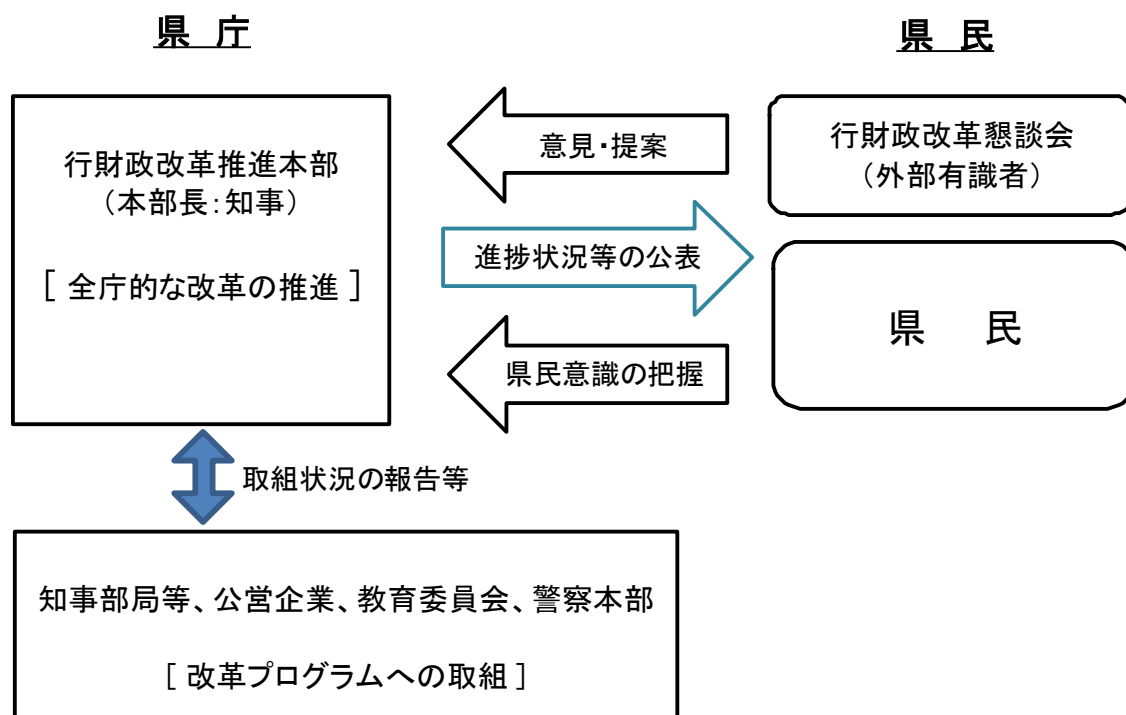 県 庁
県 民
行財政改革推進本部
（本部長：知事）
［ 全庁的な改革の推進 ］
意見・提案
進捗状況等の公表
県民意識の把握
行財政改革懇談会
（外部有識者）
県 民
取組状況の報告等
知事部局等、公営企業、教育委員会、警察本部
［ 改革プログラムへの取組 ］